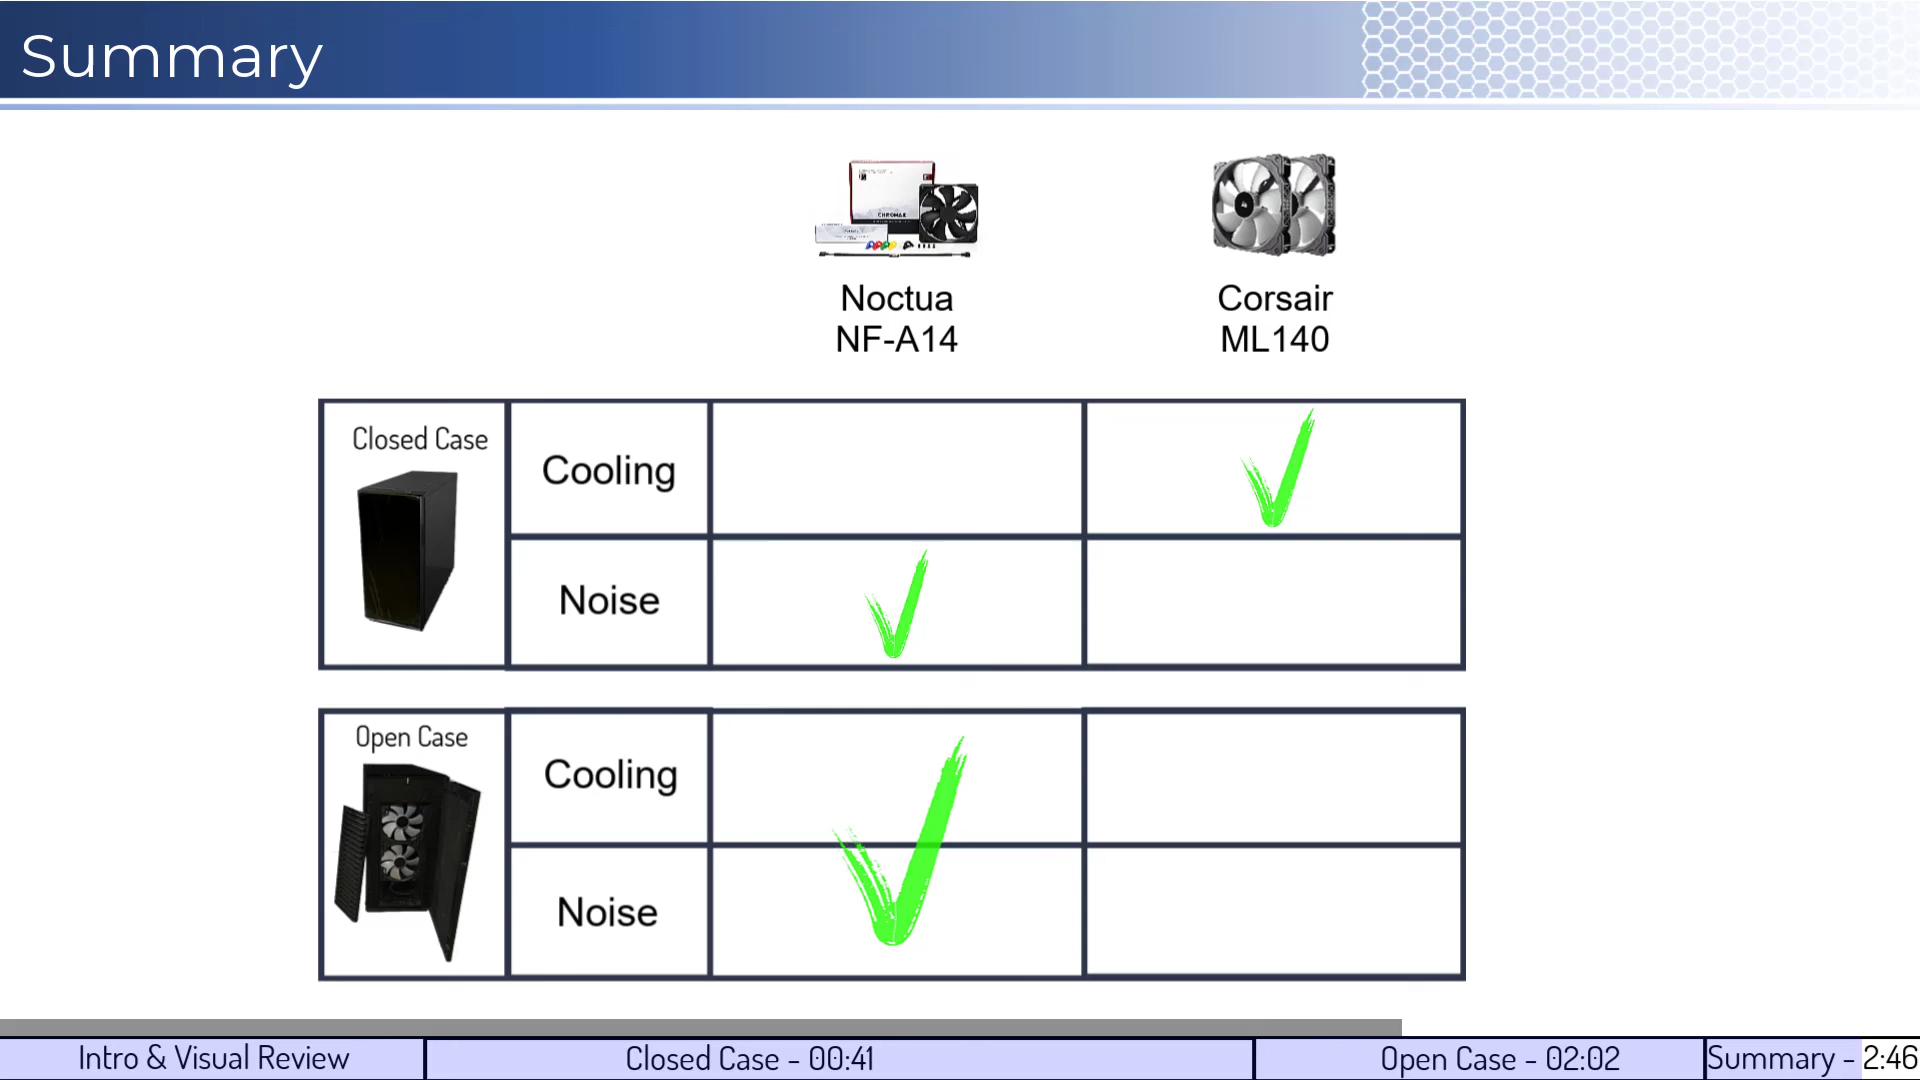 Summary
CHROMAX
Noctua
NF-A14
Corsair
ML140
Closed Case
Cooling
Noise
Open Case
Cooling
Noise
Intro & Visual Review
Closed Case - 00:41
Open Case - 02:02
Summary - 2:46